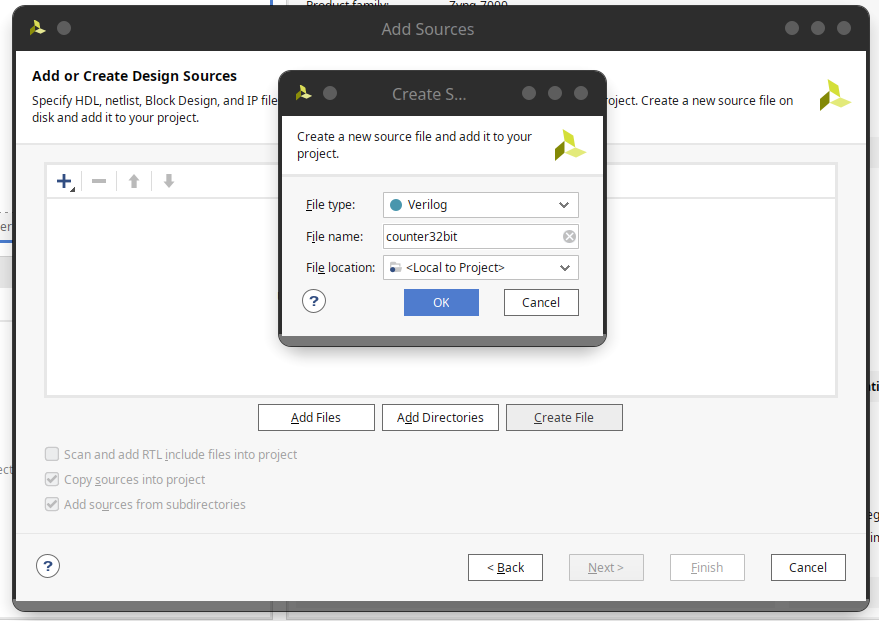 Product family: Zynq-7000
Add Sources
Add or Create Design Sources
Specify HDL, netlist, Block Design, and IP file
roject. Create a new source file on
disk and add it to your project.
Create S...
Create a new source file and add it to your
project.
File type:
Verilog
File name:
counter32bit
File location:
<Local to Project>
?
OK
Cancel
Add Files
Add Directories
Create File
Scan and add RTL include files into project
Copy sources into project
Add sources from subdirectories
?
< Back
Next >
Finish
Cancel